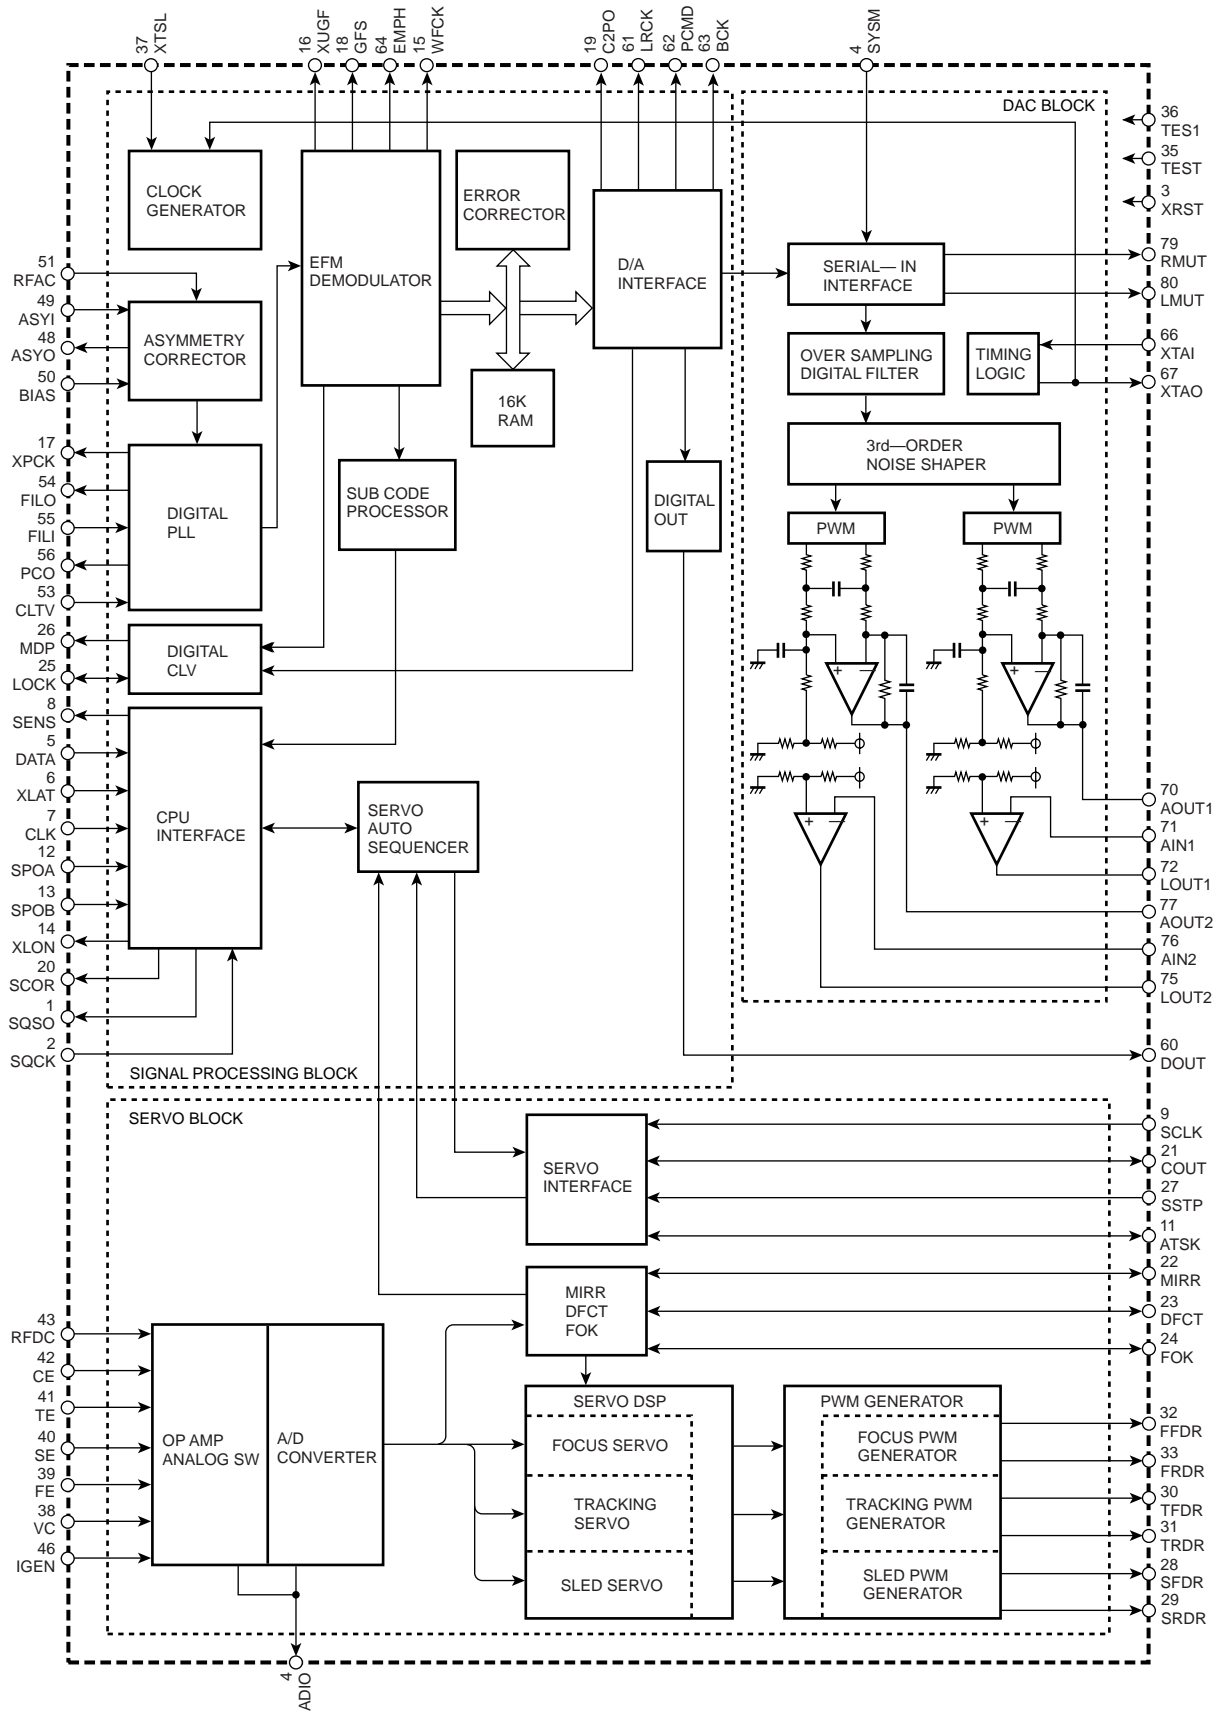 37
XTSL
16
XUGF
18
GFS
64
EMPH
15
WFCK
19
C2PO
61
LRCK
62
PCMD
63
BCK
4
SYSM
DAC BLOCK
36
TES1
35
TEST
3
XRST
79
RMUT
80
LMUT
66
XTAI
67
XTAO
CLOCK
GENERATOR
EFM
DEMODULATOR
ERROR
CORRECTOR
D/A
INTERFACE
SERIAL— IN
INTERFACE
51
RFAC
49
ASYI
48
ASYO
50
BIAS
ASYMMETRY
CORRECTOR
16K
RAM
OVER SAMPLING
DIGITAL FILTER
TIMING
LOGIC
3rd—ORDER
NOISE SHAPER
17
XPCK
54
FILO
55
FILI
56
PCO
53
CLTV
DIGITAL
PLL
SUB CODE
PROCESSOR
DIGITAL
OUT
PWM
PWM
26
MDP
25
LOCK
DIGITAL
CLV
+ —
+ —
8
SENS
5
DATA
6
XLAT
7
CLK
12
SPOA
13
SPOB
14
XLON
20
SCOR
1
SQSO
2
SQCK
CPU
INTERFACE
SERVO
AUTO
SEQUENCER
+ —
+ —
70
AOUT1
71
AIN1
72
LOUT1
77
AOUT2
76
AIN2
75
LOUT2
60
DOUT
SIGNAL PROCESSING BLOCK
SERVO BLOCK
SERVO
INTERFACE
9
SCLK
21
COUT
27
SSTP
11
ATSK
22
MIRR
23
DFCT
24
FOK
MIRR
DFCT
FOK
43
RFDC
42
CE
41
TE
40
SE
39
FE
38
VC
46
IGEN
OP AMP
ANALOG SW
A/D
CONVERTER
SERVO DSP
FOCUS SERVO
TRACKING
SERVO
SLED SERVO
PWM GENERATOR
FOCUS PWM
GENERATOR
TRACKING PWM
GENERATOR
SLED PWM
GENERATOR
32
FFDR
33
FRDR
30
TFDR
31
TRDR
28
SFDR
29
SRDR
4
ADIO